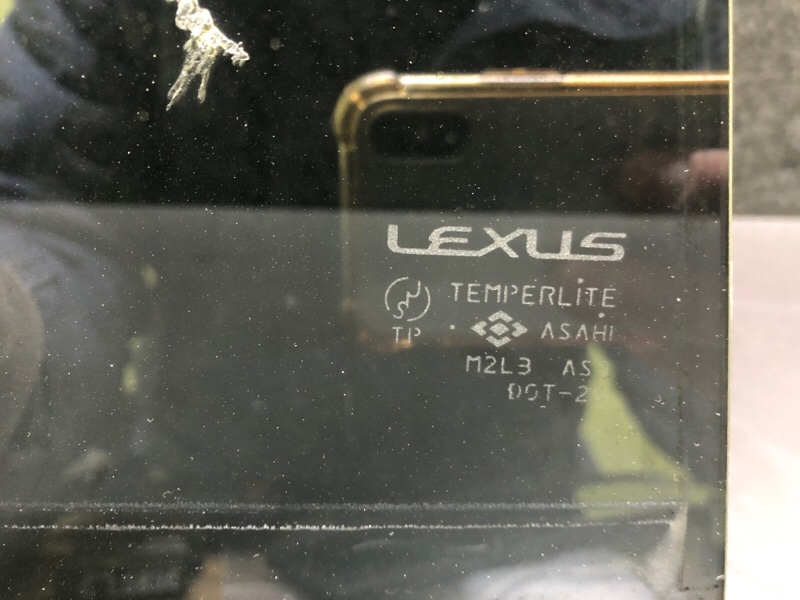 LEXUS
TEMPERLITE
TP
ASAHI
M2L3